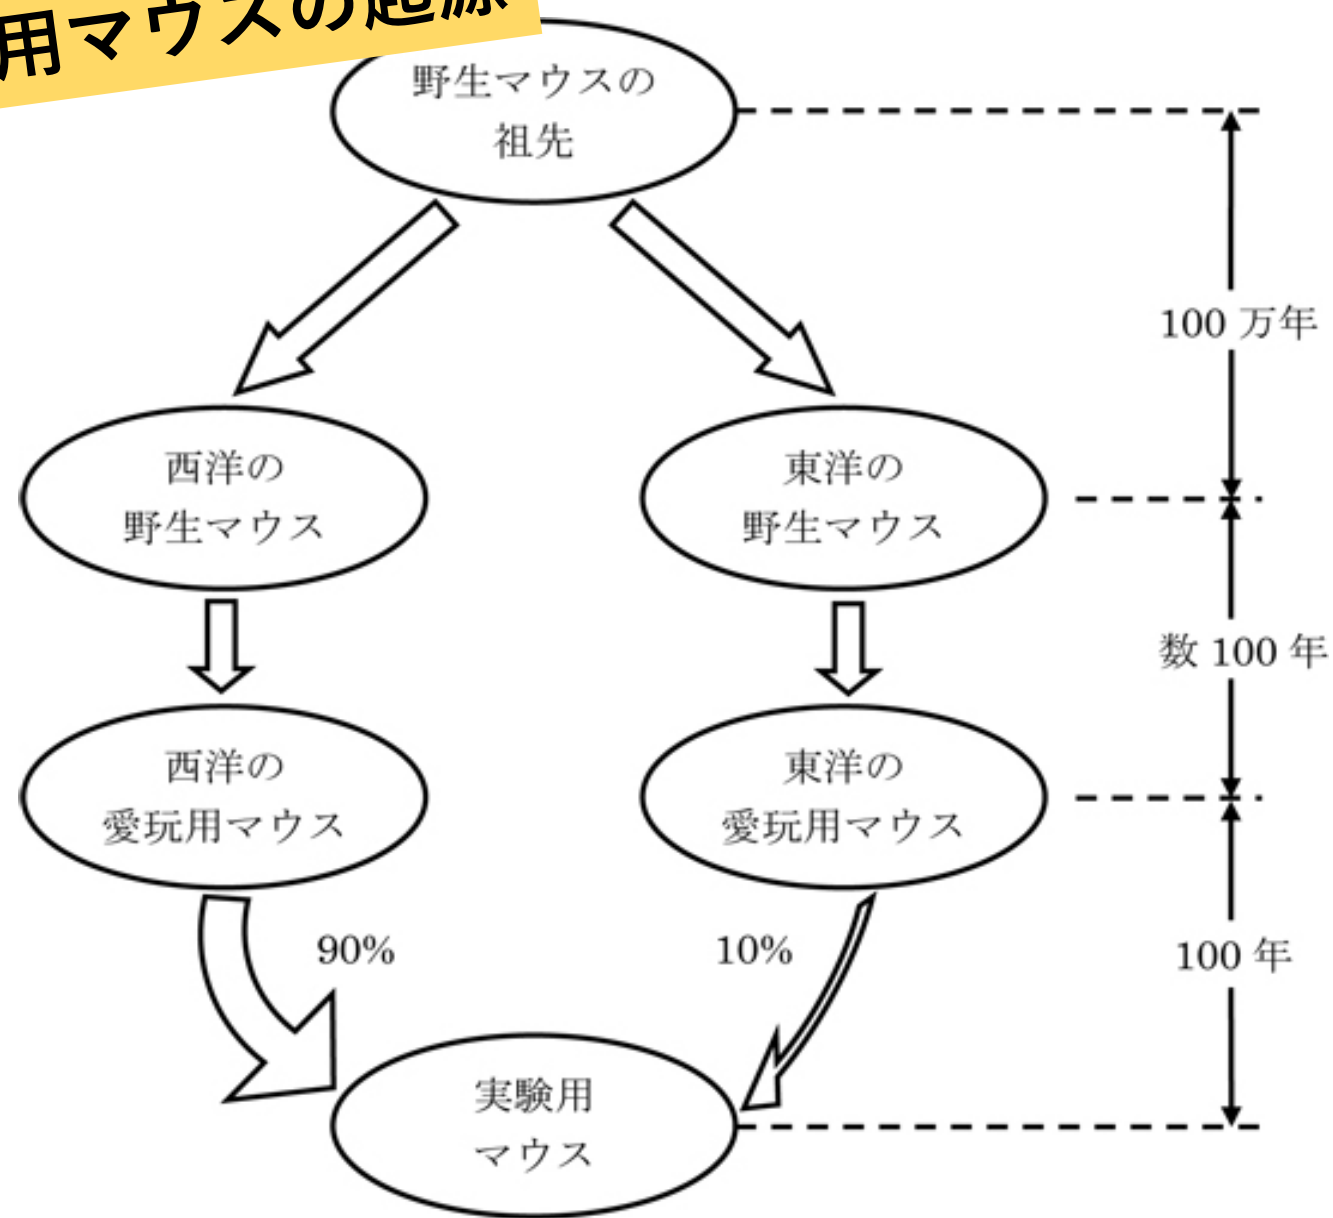 用マウスの起源
野生マウスの
祖先
100 万年
西洋の
野生マウス
東洋の
野生マウス
数 100 年
西洋の
愛玩用マウス
東洋の
愛玩用マウス
90%
10%
100 年
実験用
マウス